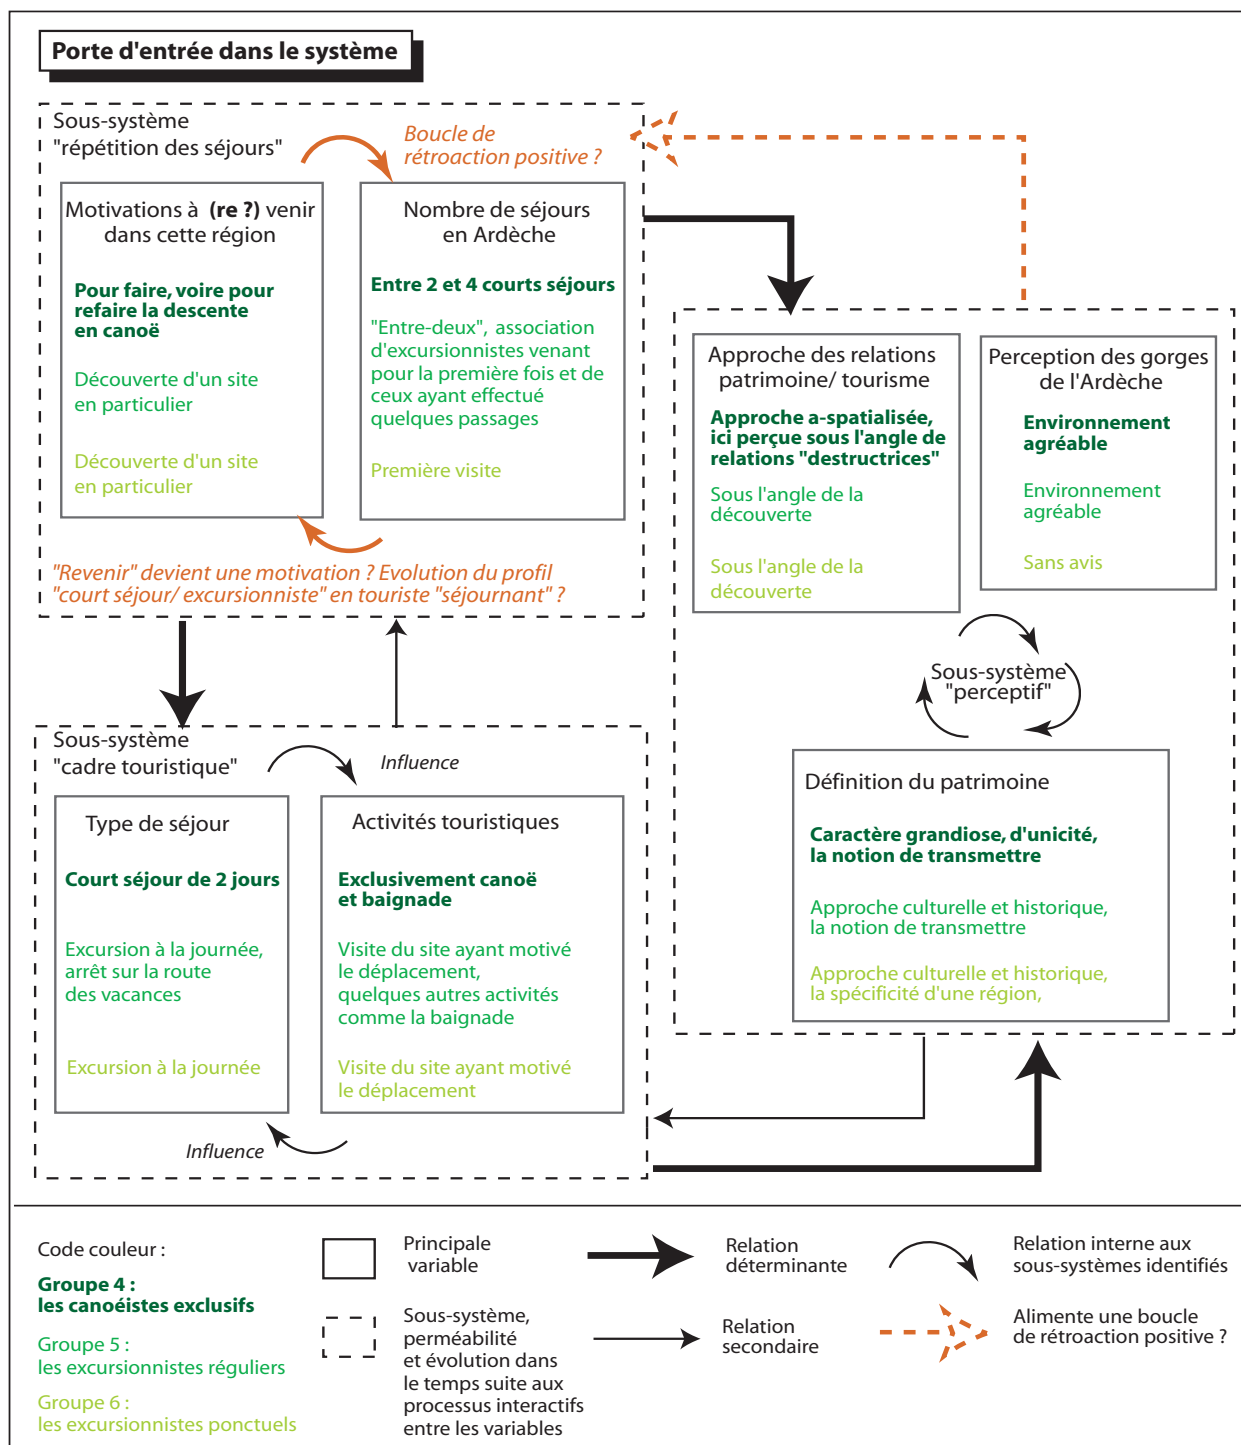 Porte d'entrée dans le système
Sous-système
"répétition des séjours"
Boucle de
rétroaction positive ?
Motivations à (re ?) venir
dans cette région
Pour faire, voire pour
refaire la descente
en canoë
Découverte d'un site
en particulier
Découverte d'un site
en particulier
Nombre de séjours
en Ardèche
Entre 2 et 4 courts séjours
"Entre-deux", association
d'excursionnistes venant
pour la première fois et de
ceux ayant effectué
quelques passages
Première visite
"Revenir" devient une motivation ? Evolution du profil
"court séjour/ excursionniste" en touriste "séjournant" ?
Approche des relations
patrimoine/ tourisme
Approche a-spatialisée,
ici perçue sous l'angle de
relations "destructrices"
Sous l'angle de la
découverte
Sous l'angle de la
découverte
Perception des gorges
de l'Ardèche
Environnement
agréable
Environnement
agréable
Sans avis
Sous-système
"perceptif"
Définition du patrimoine
Caractère grandiose, d'unicité,
la notion de transmettre
Approche culturelle et historique,
la notion de transmettre
Approche culturelle et historique,
la spécificité d'une région,
Sous-système
"cadre touristique"
Influence
Type de séjour
Court séjour de 2 jours
Excursion à la journée,
arrêt sur la route
des vacances
Excursion à la journée
Activités touristiques
Exclusivement canoë
et baignade
Visite du site ayant motivé
le déplacement,
quelques autres activités
comme la baignade
Visite du site ayant motivé
le déplacement
Influence
Code couleur :
Groupe 4 :
les canoéistes exclusifs
Groupe 5 :
les excursionnistes réguliers
Groupe 6 :
les excursionnistes ponctuels
Principale
variable
Sous-système,
perméabilité
et évolution dans
le temps suite aux
processus interactifs
entre les variables
Relation
déterminante
Relation
secondaire
Relation interne aux
sous-systèmes identifiés
Alimente une boucle
de rétroaction positive ?